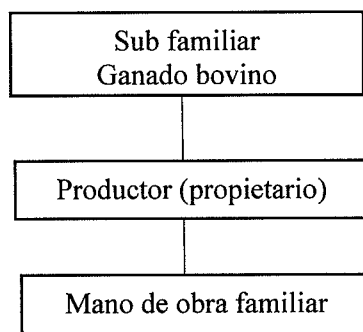 Sub familiar
Ganado bovino
Productor (propietario)
Mano de obra familiar